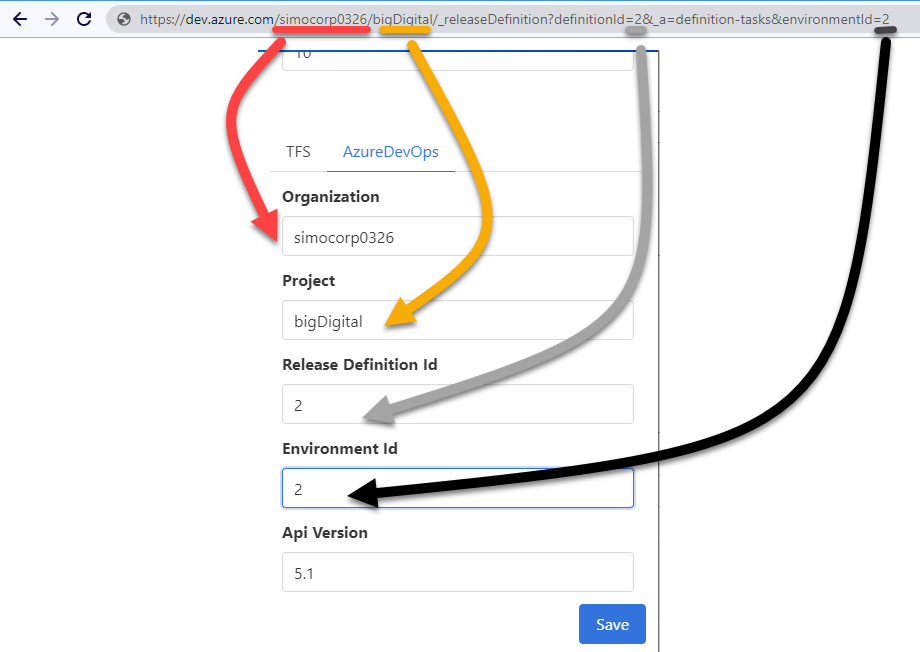 https://dev.azure.com/simocorp0326/bigDigital/_releaseDefinition?definitionId=2&_a=definition-tasks&environmentId=2
10
TFS AzureDevOps
Organization
simocorp0326
Project
bigDigital
Release Definition Id
2
Environment Id
2
Api Version
5.1
Save